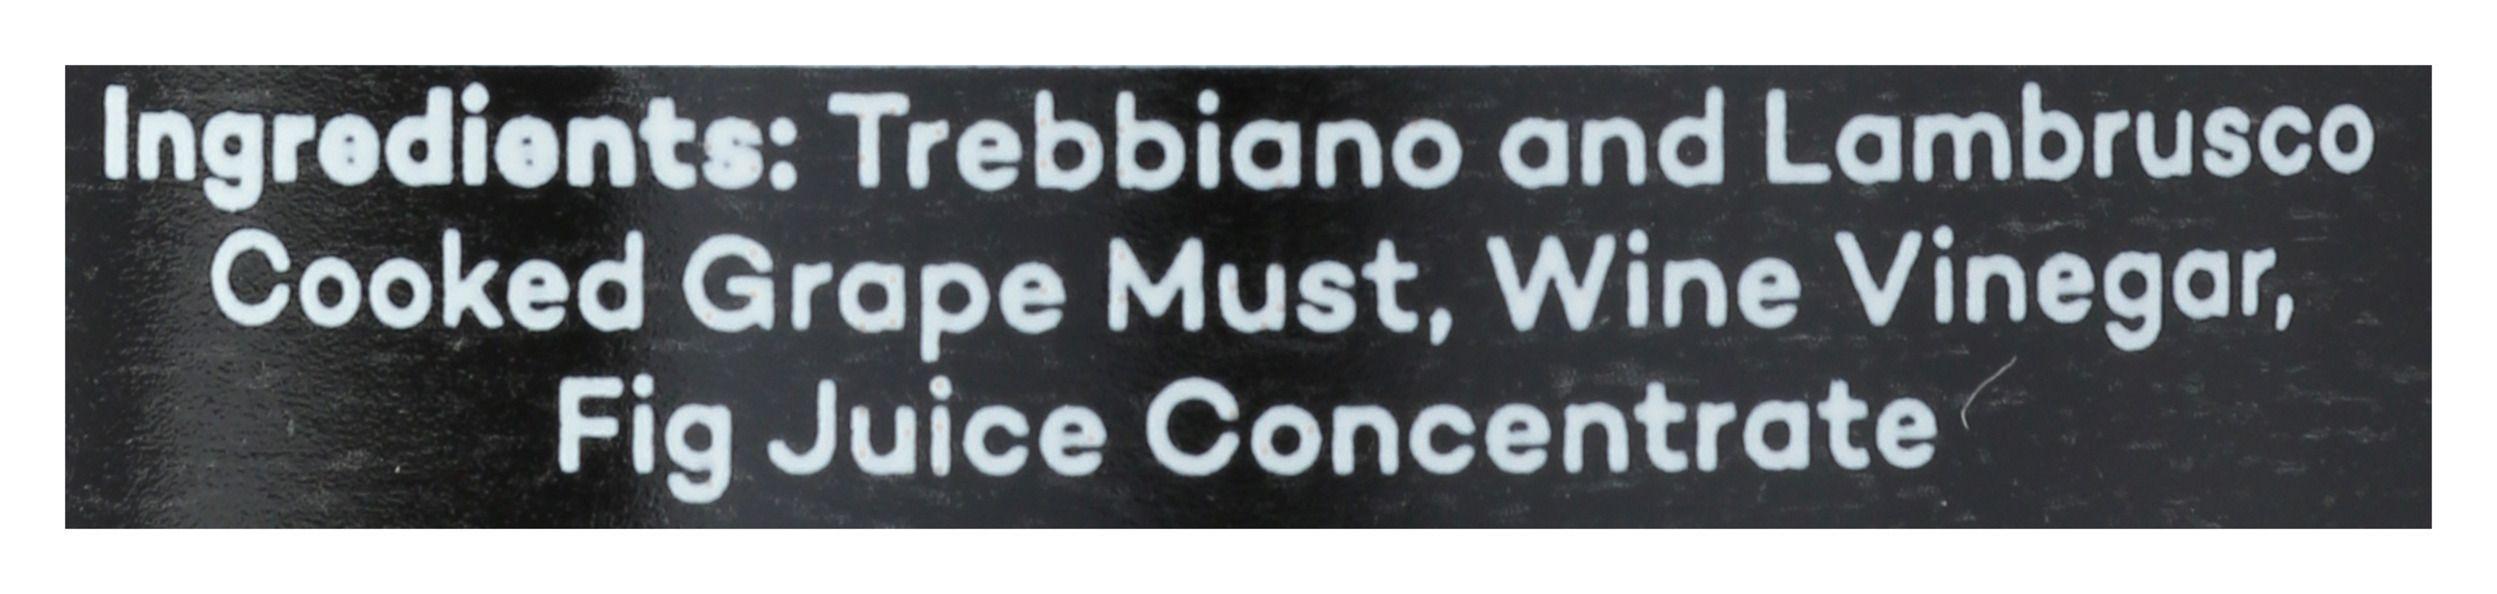 Ingredients: Trebbiano and Lambrusco
Cooked Grape Must, Wine Vinegar,
Fig Juice Concentrate